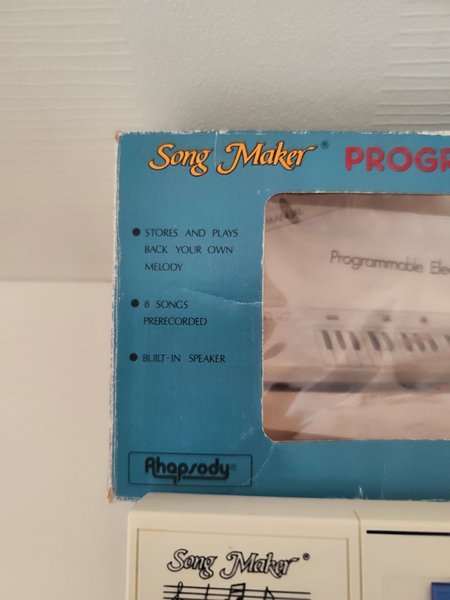 Song Maker® PROGR
• STORES AND PLAYS
BACK YOUR OWN
MELODY
• 8 SONGS
PRERECORDED
• BUILT-IN SPEAKER
Programmable Ele
Rhapsody®
Song Maker®